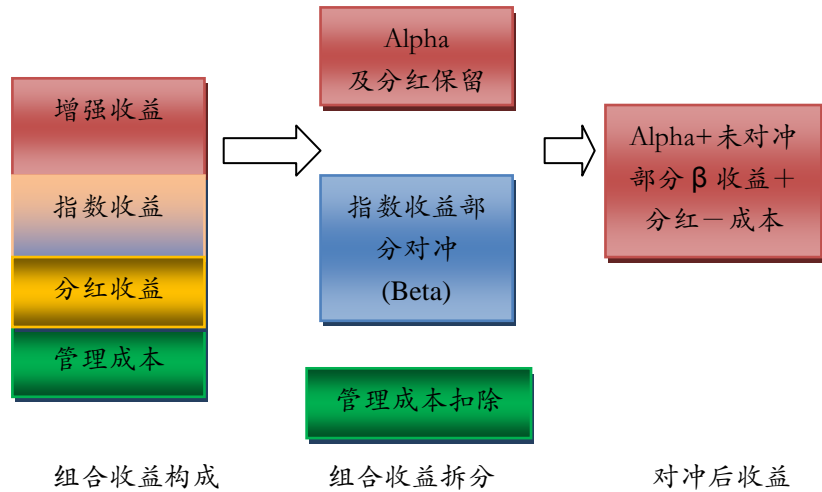 增强收益
指数收益
分红收益
管理成本
组合收益构成
Alpha
及分红保留
指数收益部
分对冲
(Beta)
管理成本扣除
组合收益拆分
Alpha+未对冲
部分β收益＋
分红－成本
对冲后收益